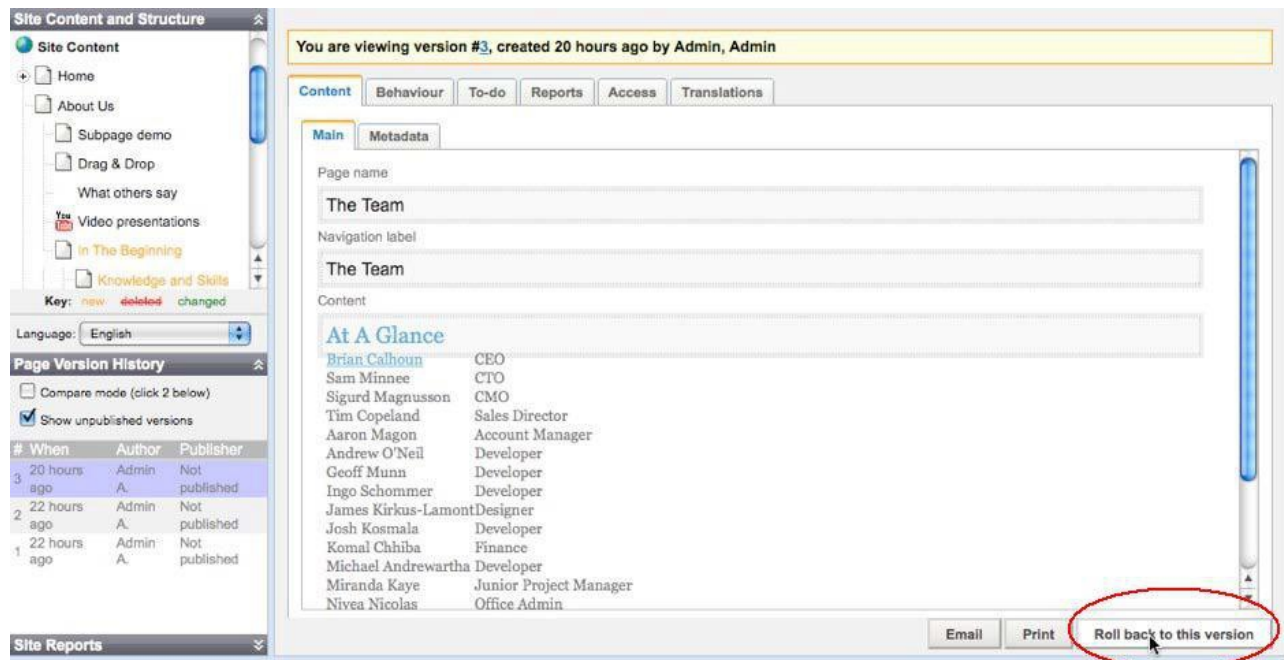 Site Content and Structure
Site Content
Home
About Us
Subpage demo
Drag & Drop
What others say
You Tube Video presentations
In The Beginning
Knowledge and Skills
Key: new deleted changed
Language: English
Page Version History
Compare mode (click 2 below)
Show unpublished versions
# When Author Publisher
3 20 hours ago Admin A. Not published
2 22 hours ago Admin A. Not published
1 22 hours ago Admin A. Not published
Site Reports
You are viewing version #3, created 20 hours ago by Admin, Admin
Content Behaviour To-do Reports Access Translations
Main Metadata
Page name
The Team
Navigation label
The Team
Content
At A Glance
Brian Calhoun CEO
Sam Minnee CTO
Sigurd Magnusson CMO
Tim Copeland Sales Director
Aaron Magon Account Manager
Andrew O'Neil Developer
Geoff Munn Developer
Ingo Schommer Developer
James Kirkus-Lamont Designer
Josh Kosmala Developer
Komal Chhiba Finance
Michael Andrewartha Developer
Miranda Kaye Junior Project Manager
Nivea Nicolas Office Admin
Email Print Roll back to this version